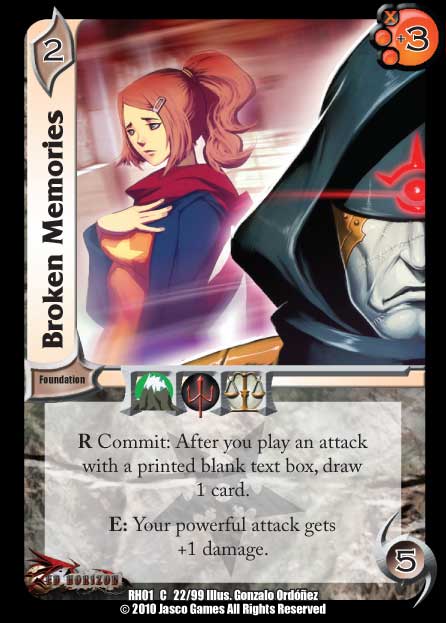 2
+3
Broken Memories
Foundation
R Commit: After you play an attack
with a printed blank text box, draw
1 card.
E: Your powerful attack gets
+1 damage.
5
RED HORIZON
RH01 C 22/99 Illus. Gonzalo Ordóñez
© 2010 Jasco Games All Rights Reserved